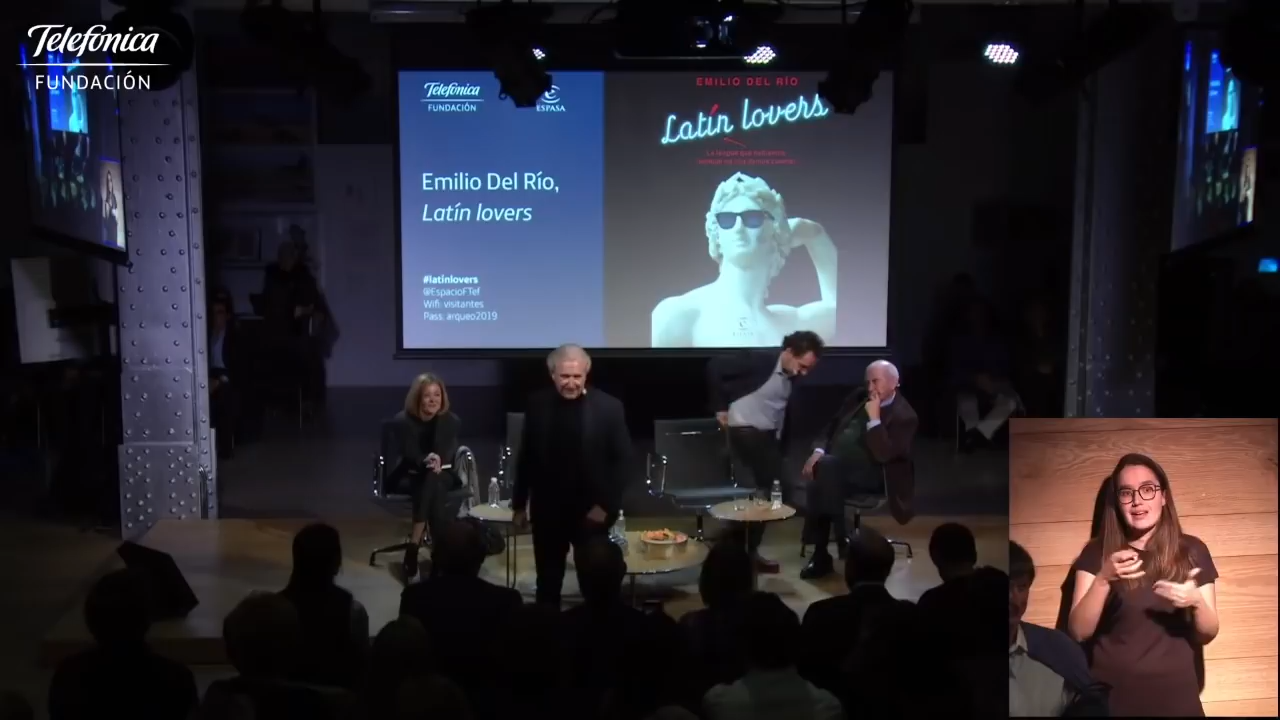 Telefónica
FUNDACIÓN
Telefónica
FUNDACIÓN
ESPASA
Emilio Del Río,
Latín lovers
#latinlovers
@EspacioFTef
Wifi: visitantes
Pass: arqueo2019
EMILIO DEL RÍO
Latín lovers